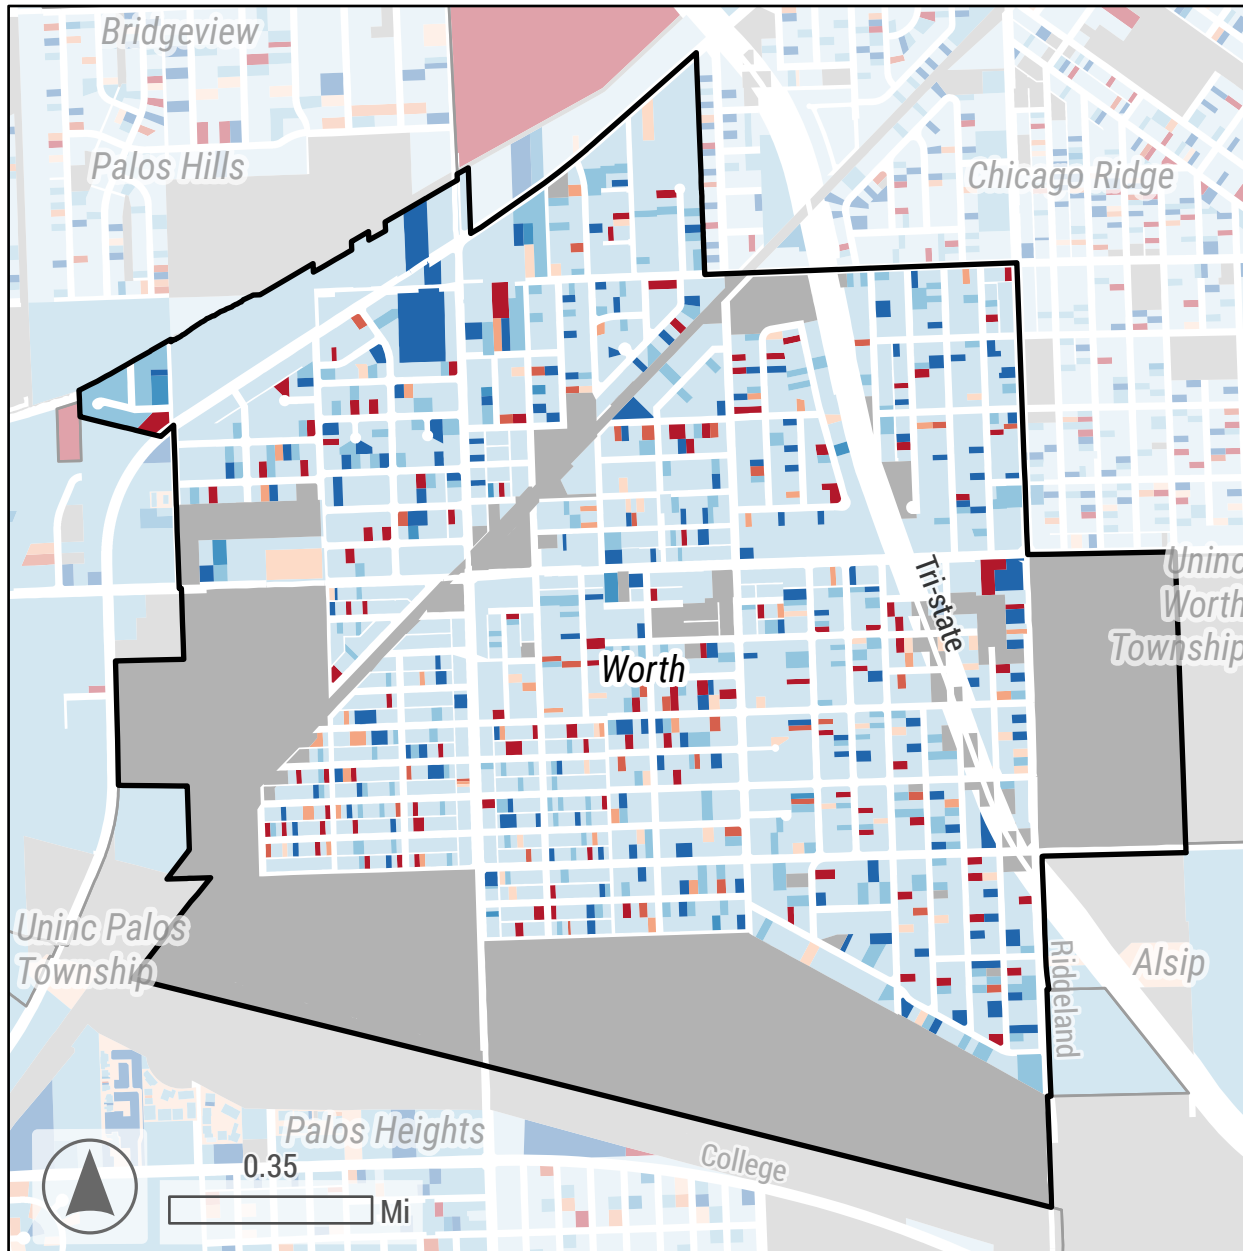 Bridgeview
Palos Hills
Chicago Ridge
Tri-state
Uninc
Worth
Township
Worth
Uninc Palos
Township
Riddeland
Alsip
Palos Heights
College
0.35
Mi